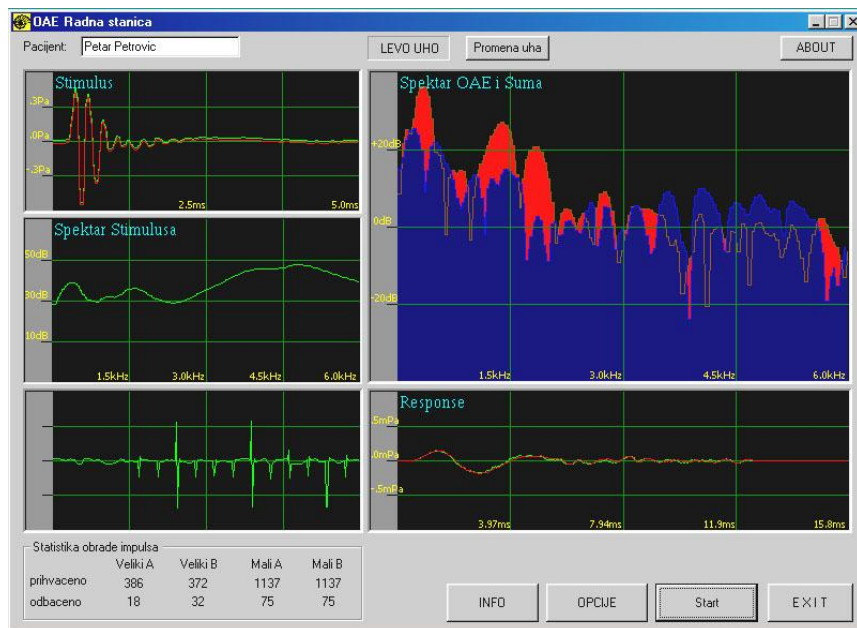 OAE Radna stanica
Pacijent: Petar Petrovic LEVO UHO Promena uha ABOUT
Stimulus
.3Pa
.0Pa
-.3Pa
2.5ms 5.0ms
Spektar Stimulusa
50dB
30dB
10dB
1.5kHz 3.0kHz 4.5kHz 6.0kHz
Spektar OAE i Suma
+20dB
0dB
-20dB
1.5kHz 3.0kHz 4.5kHz 6.0kHz
Response
.5mPa
.0mPa
-.5mPa
3.97ms 7.94ms 11.9ms 15.8ms
Statistika obrade impulsa
Veliki A Veliki B Mali A Mali B
prihvaceno 386 372 1137 1137
odbaceno 18 32 75 75
INFO OPCIJE Start EXIT